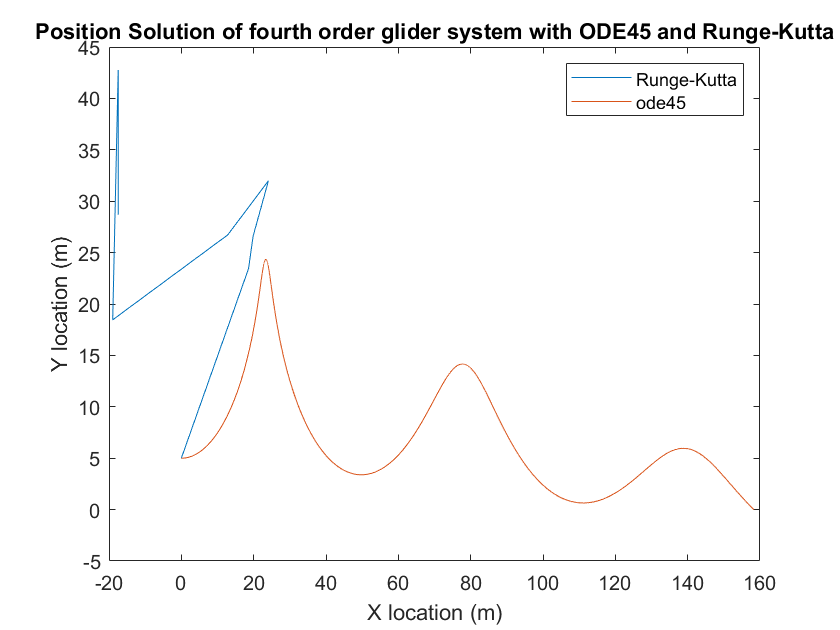 Position Solution of fourth order glider system with ODE45 and Runge-Kutta
45
40
35
30
25
20
15
10
5
0
-5
Y location (m)
Runge-Kutta
ode45
-20 0 20 40 60 80 100 120 140 160
X location (m)